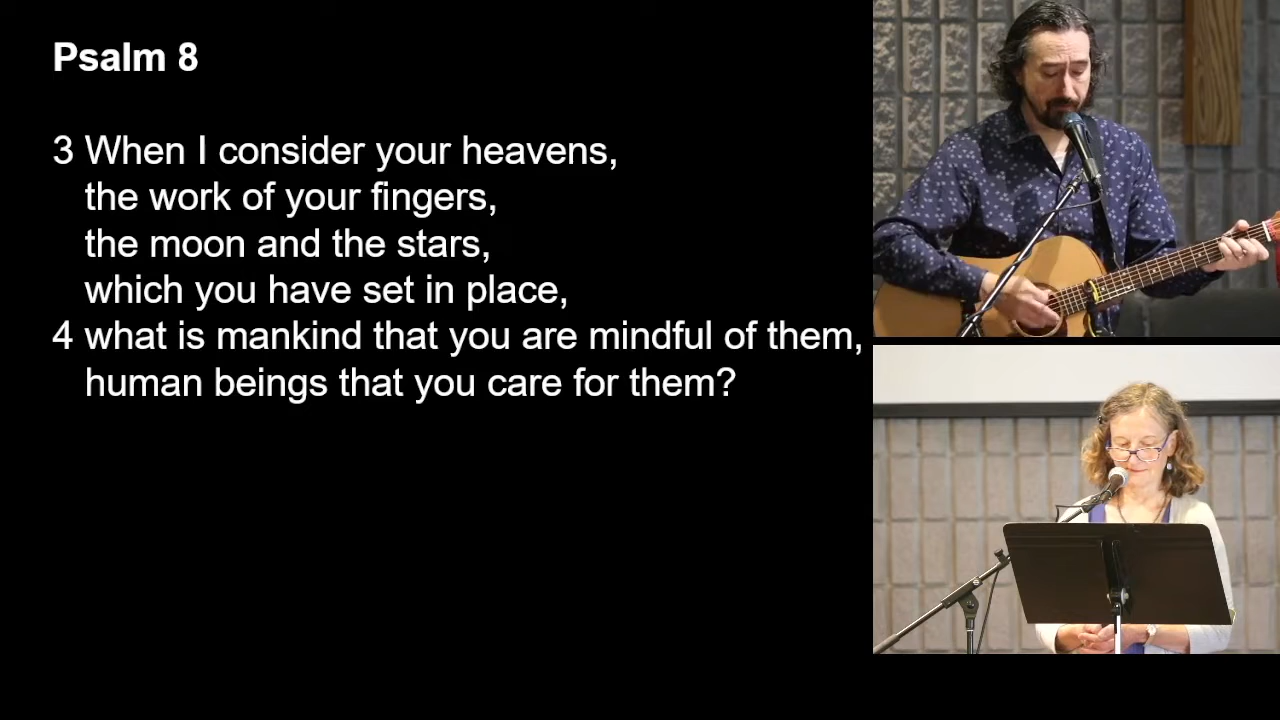 Psalm 8
3 When I consider your heavens,
the work of your fingers,
the moon and the stars,
which you have set in place,
4 what is mankind that you are mindful of them,
human beings that you care for them?